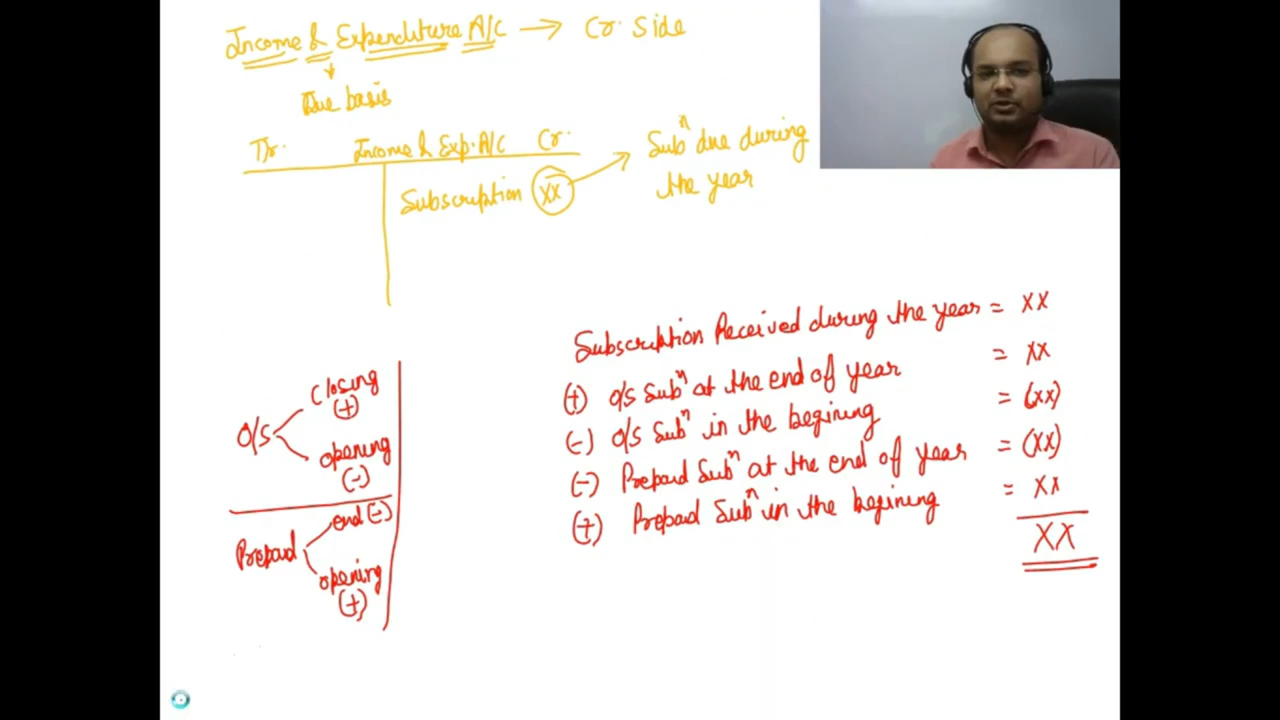 Income & Expenditure A/C → Cr. Side
Due basis
Dr. Income & Exp. A/C Cr.
Subscription XX
Subⁿ due during
the year
Subscription Received during the year = XX
(+) O/S Subⁿ at the end of year = XX
(-) O/S Subⁿ in the begining = (XX)
(-) Prepaid Subⁿ at the end of year = (XX)
(+) Prepaid Subⁿ in the begining = XX
XX
O/S
Closing
(+)
opening
(-)
Prepaid
end (-)
opening
(+)